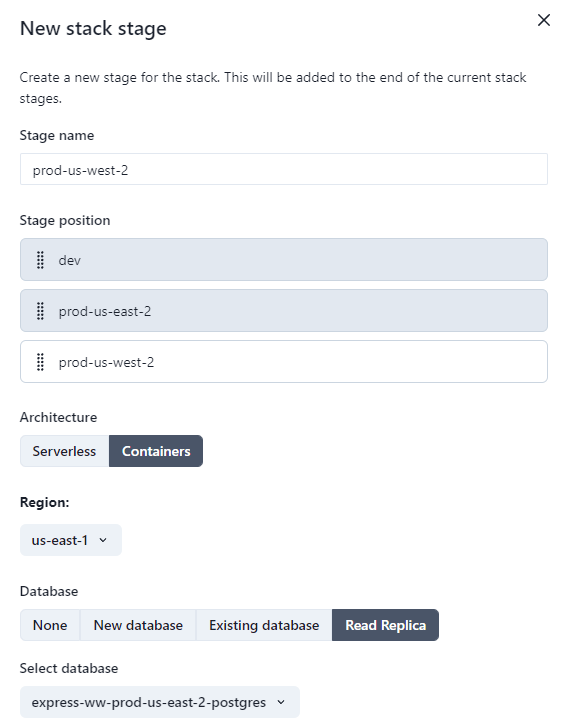 New stack stage
Create a new stage for the stack. This will be added to the end of the current stack
stages.
Stage name
prod-us-west-2
Stage position
dev
prod-us-east-2
prod-us-west-2
Architecture
Serverless Containers
Region:
us-east-1
Database
None New database Existing database Read Replica
Select database
express-ww-prod-us-east-2-postgres